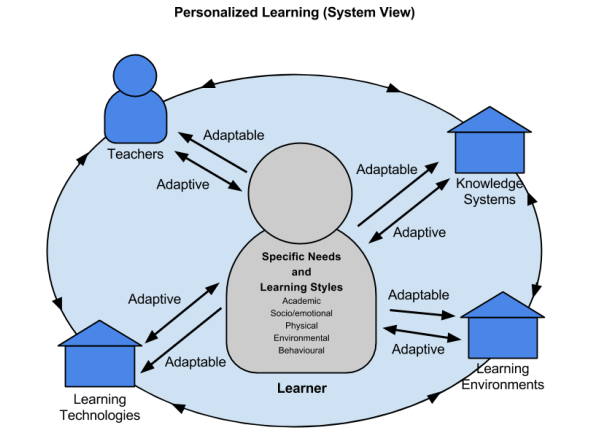 Personalized Learning (System View)
Adaptable
Teachers
Adaptive
Adaptable
Knowledge
Systems
Adaptive
Specific Needs
and
Learning Styles
Academic
Socio/emotional
Physical
Environmental
Behavioural
Adaptive
Adaptable
Adaptable
Adaptive
Learning
Environments
Learner
Learning
Technologies